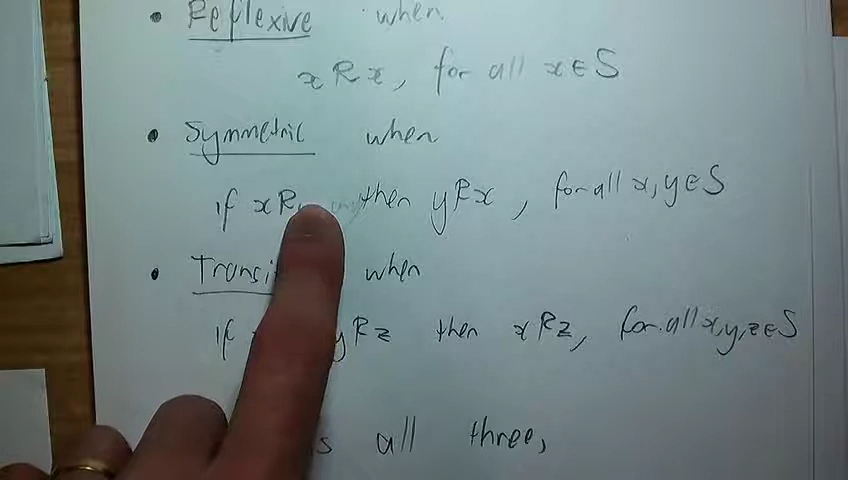 • Reflexive when
xRx, for all x∈S
• Symmetric when
if xR then yRx, for all x,y∈S
• Transi when
if yRz then xRz, for all x,y,z∈S
s all three,